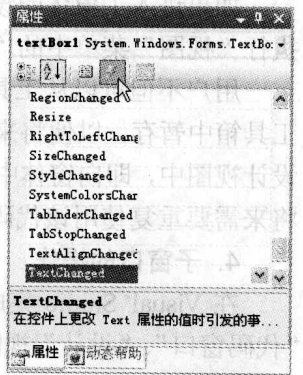 属性
textBox1 System.Windows.Forms.TextBo
RegionChanged
Resize
RightToLeftChang
SizeChanged
StyleChanged
SystemColorsChar
TabIndexChanged
TabStopChanged
TextAlignChanged
TextChanged
TextChanged
在控件上更改 Text 属性的值时引发的事...
属性 动态帮助